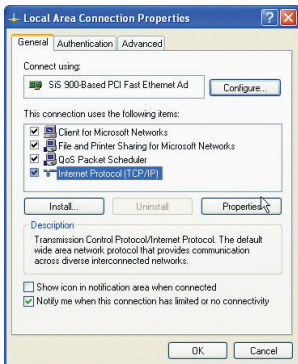 Local Area Connection Properties
General Authentication Advanced
Connect using:
SiS 900-Based PCI Fast Ethernet Ad
Configure...
This connection uses the following items:
Client for Microsoft Networks
File and Printer Sharing for Microsoft Networks
QoS Packet Scheduler
Internet Protocol (TCP/IP)
Install... Uninstall Properties
Description
Transmission Control Protocol/Internet Protocol. The default
wide area network protocol that provides communication
across diverse interconnected networks.
Show icon in notification area when connected
Notify me when this connection has limited or no connectivity
OK Cancel